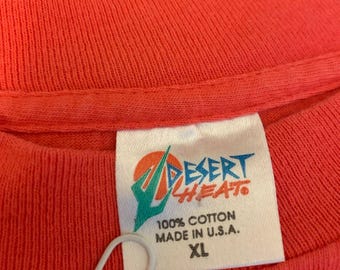 DESERT
HEAT®
100% COTTON
MADE IN U.S.A.
XL